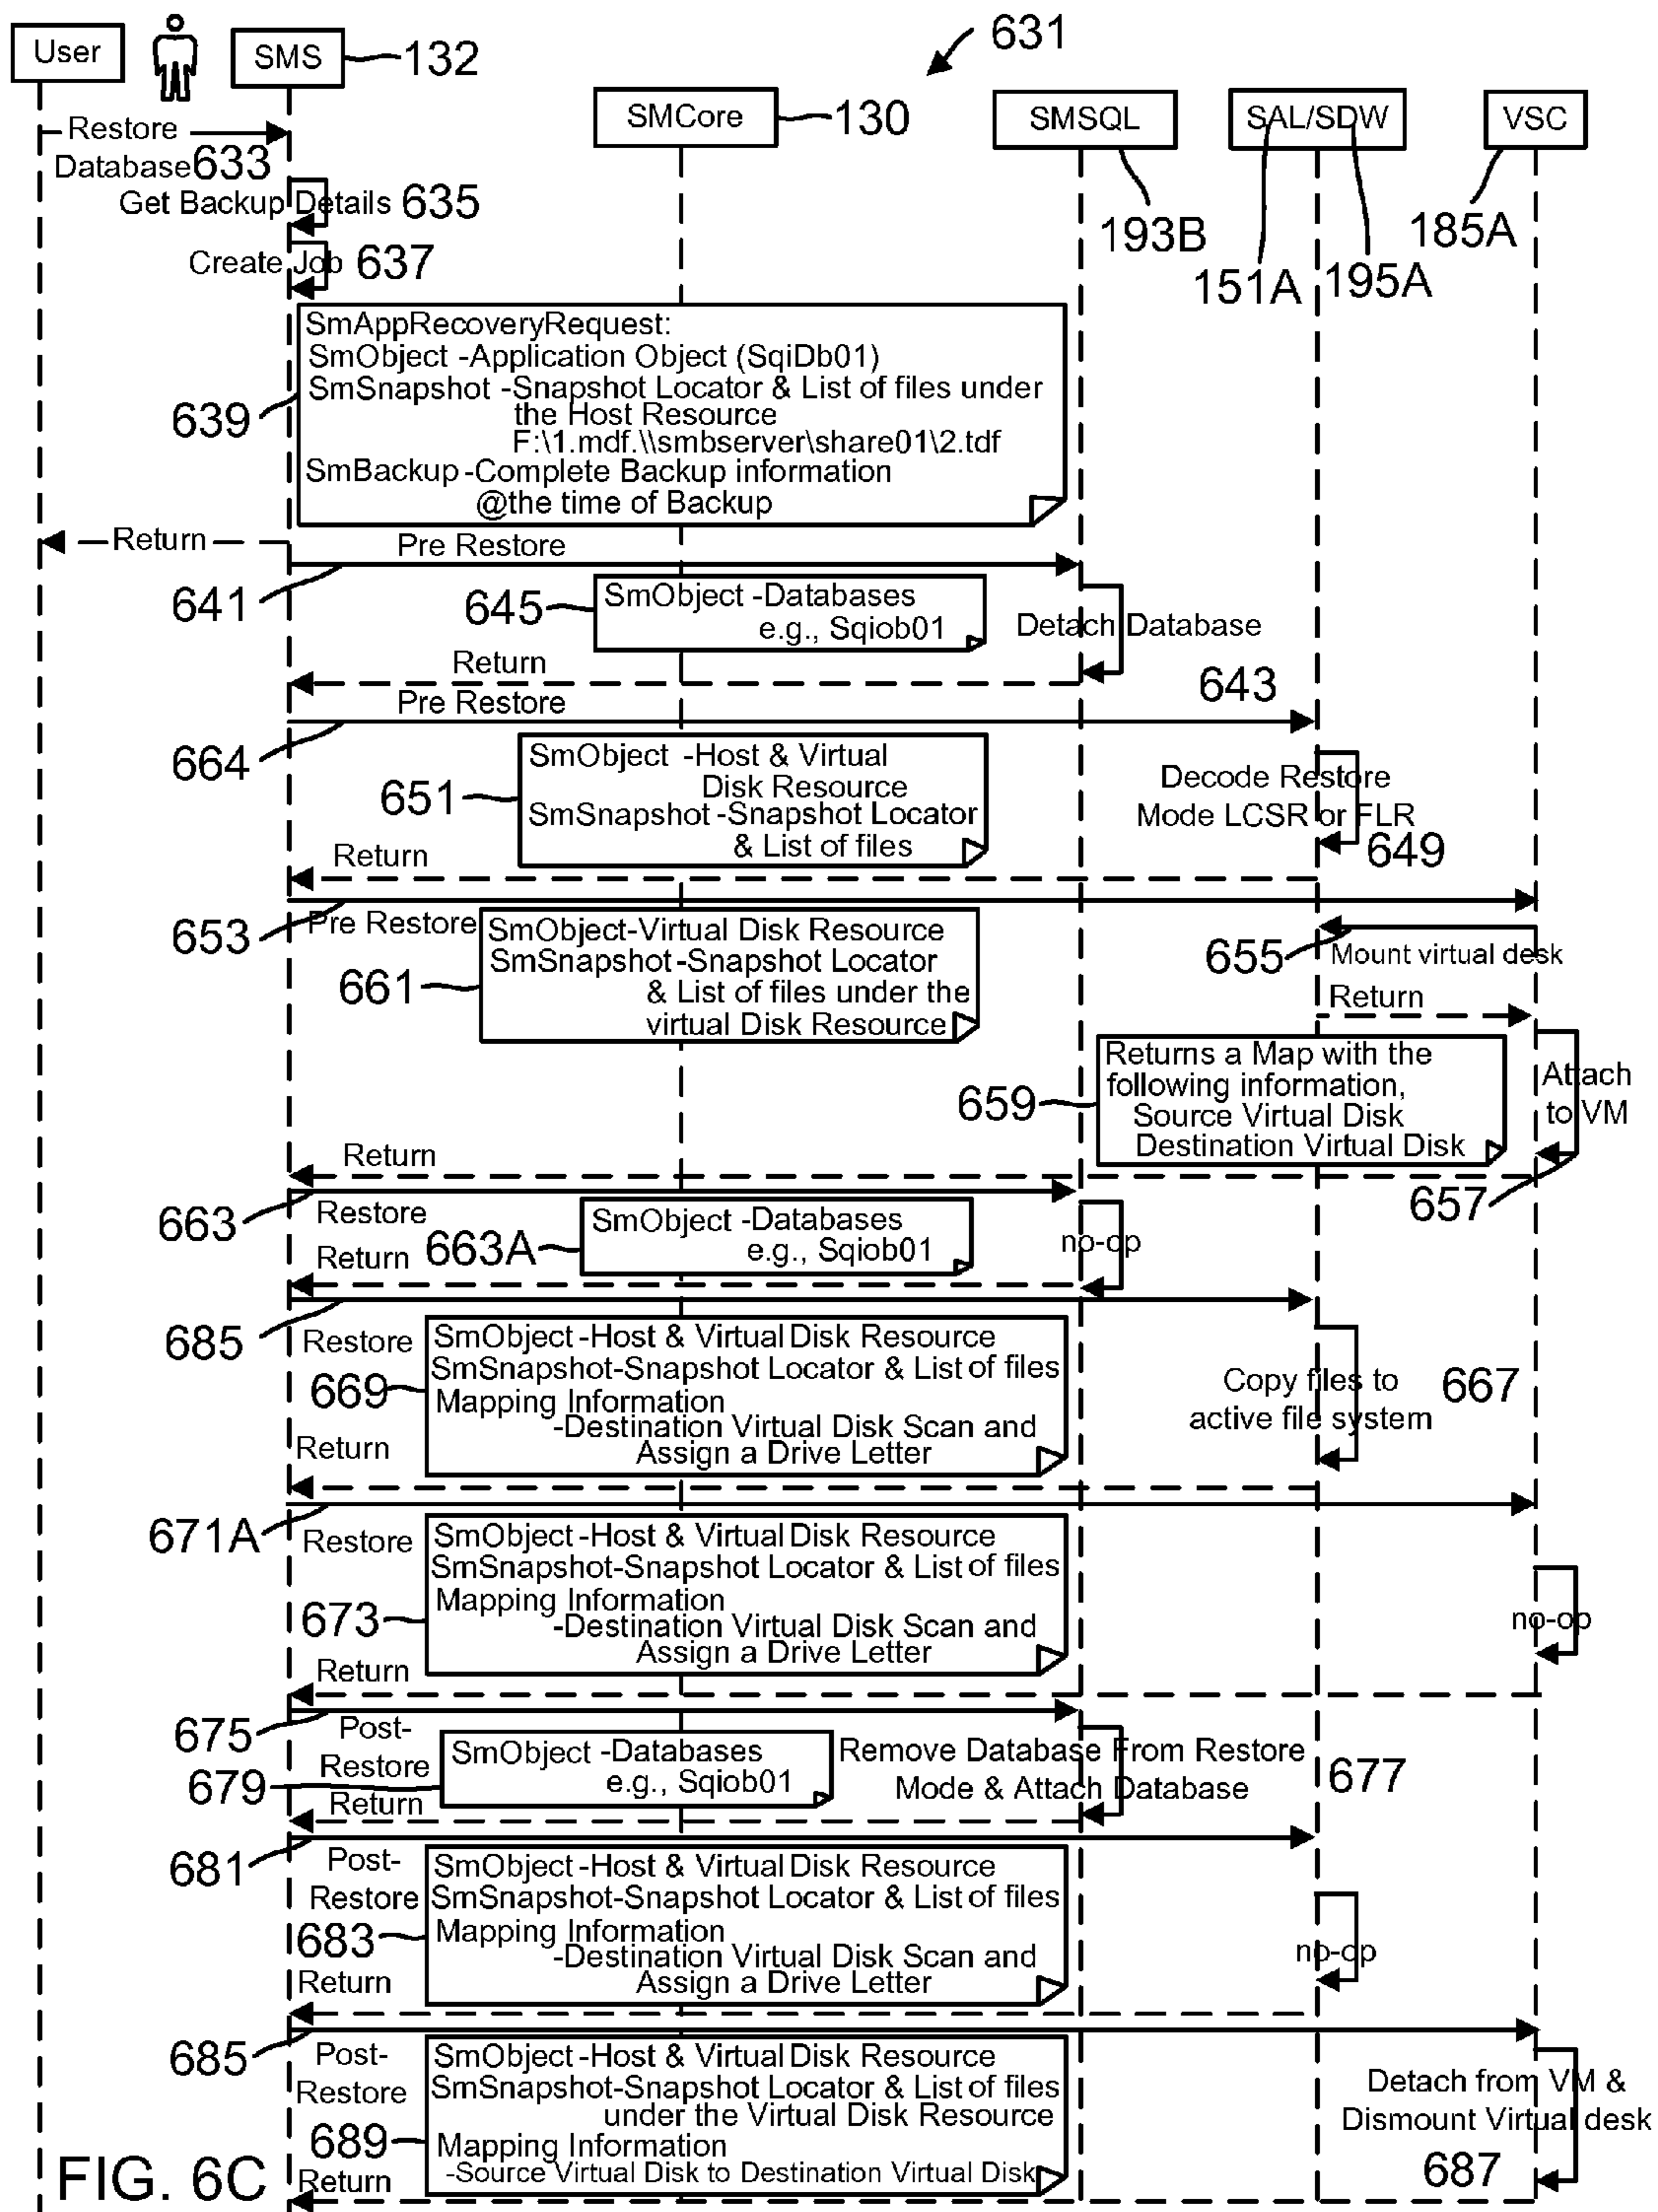 631
User
SMS
132
SMCore
130
SMSQL
193B
SAL/SDW
151A
195A
VSC
185A
Restore
Database
633
Get Backup Details
635
Create Job
637
SmAppRecoveryRequest:
SmObject -Application Object (SqiDb01)
SmSnapshot -Snapshot Locator & List of files under
the Host Resource
F:\1.mdf.\\smbserver\share01\2.tdf
SmBackup -Complete Backup information
@the time of Backup
639
Return
Pre Restore
641
645
SmObject -Databases
e.g., Sqiob01
Detach Database
643
Return
Pre Restore
664
651
SmObject -Host & Virtual
Disk Resource
SmSnapshot -Snapshot Locator
& List of files
Decode Restore
Mode LCSR or FLR
649
Return
653
Pre Restore
661
SmObject-Virtual Disk Resource
SmSnapshot-Snapshot Locator
& List of files under the
virtual Disk Resource
655
Mount virtual desk
Return
659
Returns a Map with the
following information,
Source Virtual Disk
Destination Virtual Disk
Attach
to VM
657
Return
663
Restore
663A
SmObject -Databases
e.g., Sqiob01
no-op
Return
685
Restore
669
SmObject-Host & Virtual Disk Resource
SmSnapshot-Snapshot Locator & List of files
Mapping Information
-Destination Virtual Disk Scan and
Assign a Drive Letter
Copy files to
active file system
667
Return
671A
Restore
673
SmObject-Host & Virtual Disk Resource
SmSnapshot-Snapshot Locator & List of files
Mapping Information
-Destination Virtual Disk Scan and
Assign a Drive Letter
no-op
Return
675
Post-
Restore
679
SmObject -Databases
e.g., Sqiob01
Remove Database From Restore
Mode & Attach Database
677
Return
681
Post-
Restore
683
SmObject-Host & Virtual Disk Resource
SmSnapshot-Snapshot Locator & List of files
Mapping Information
-Destination Virtual Disk Scan and
Assign a Drive Letter
no-op
Return
685
Post-
Restore
689
SmObject-Host & Virtual Disk Resource
SmSnapshot-Snapshot Locator & List of files
under the Virtual Disk Resource
Mapping Information
-Source Virtual Disk to Destination Virtual Disk
Detach from VM &
Dismount Virtual desk
687
Return
FIG. 6C